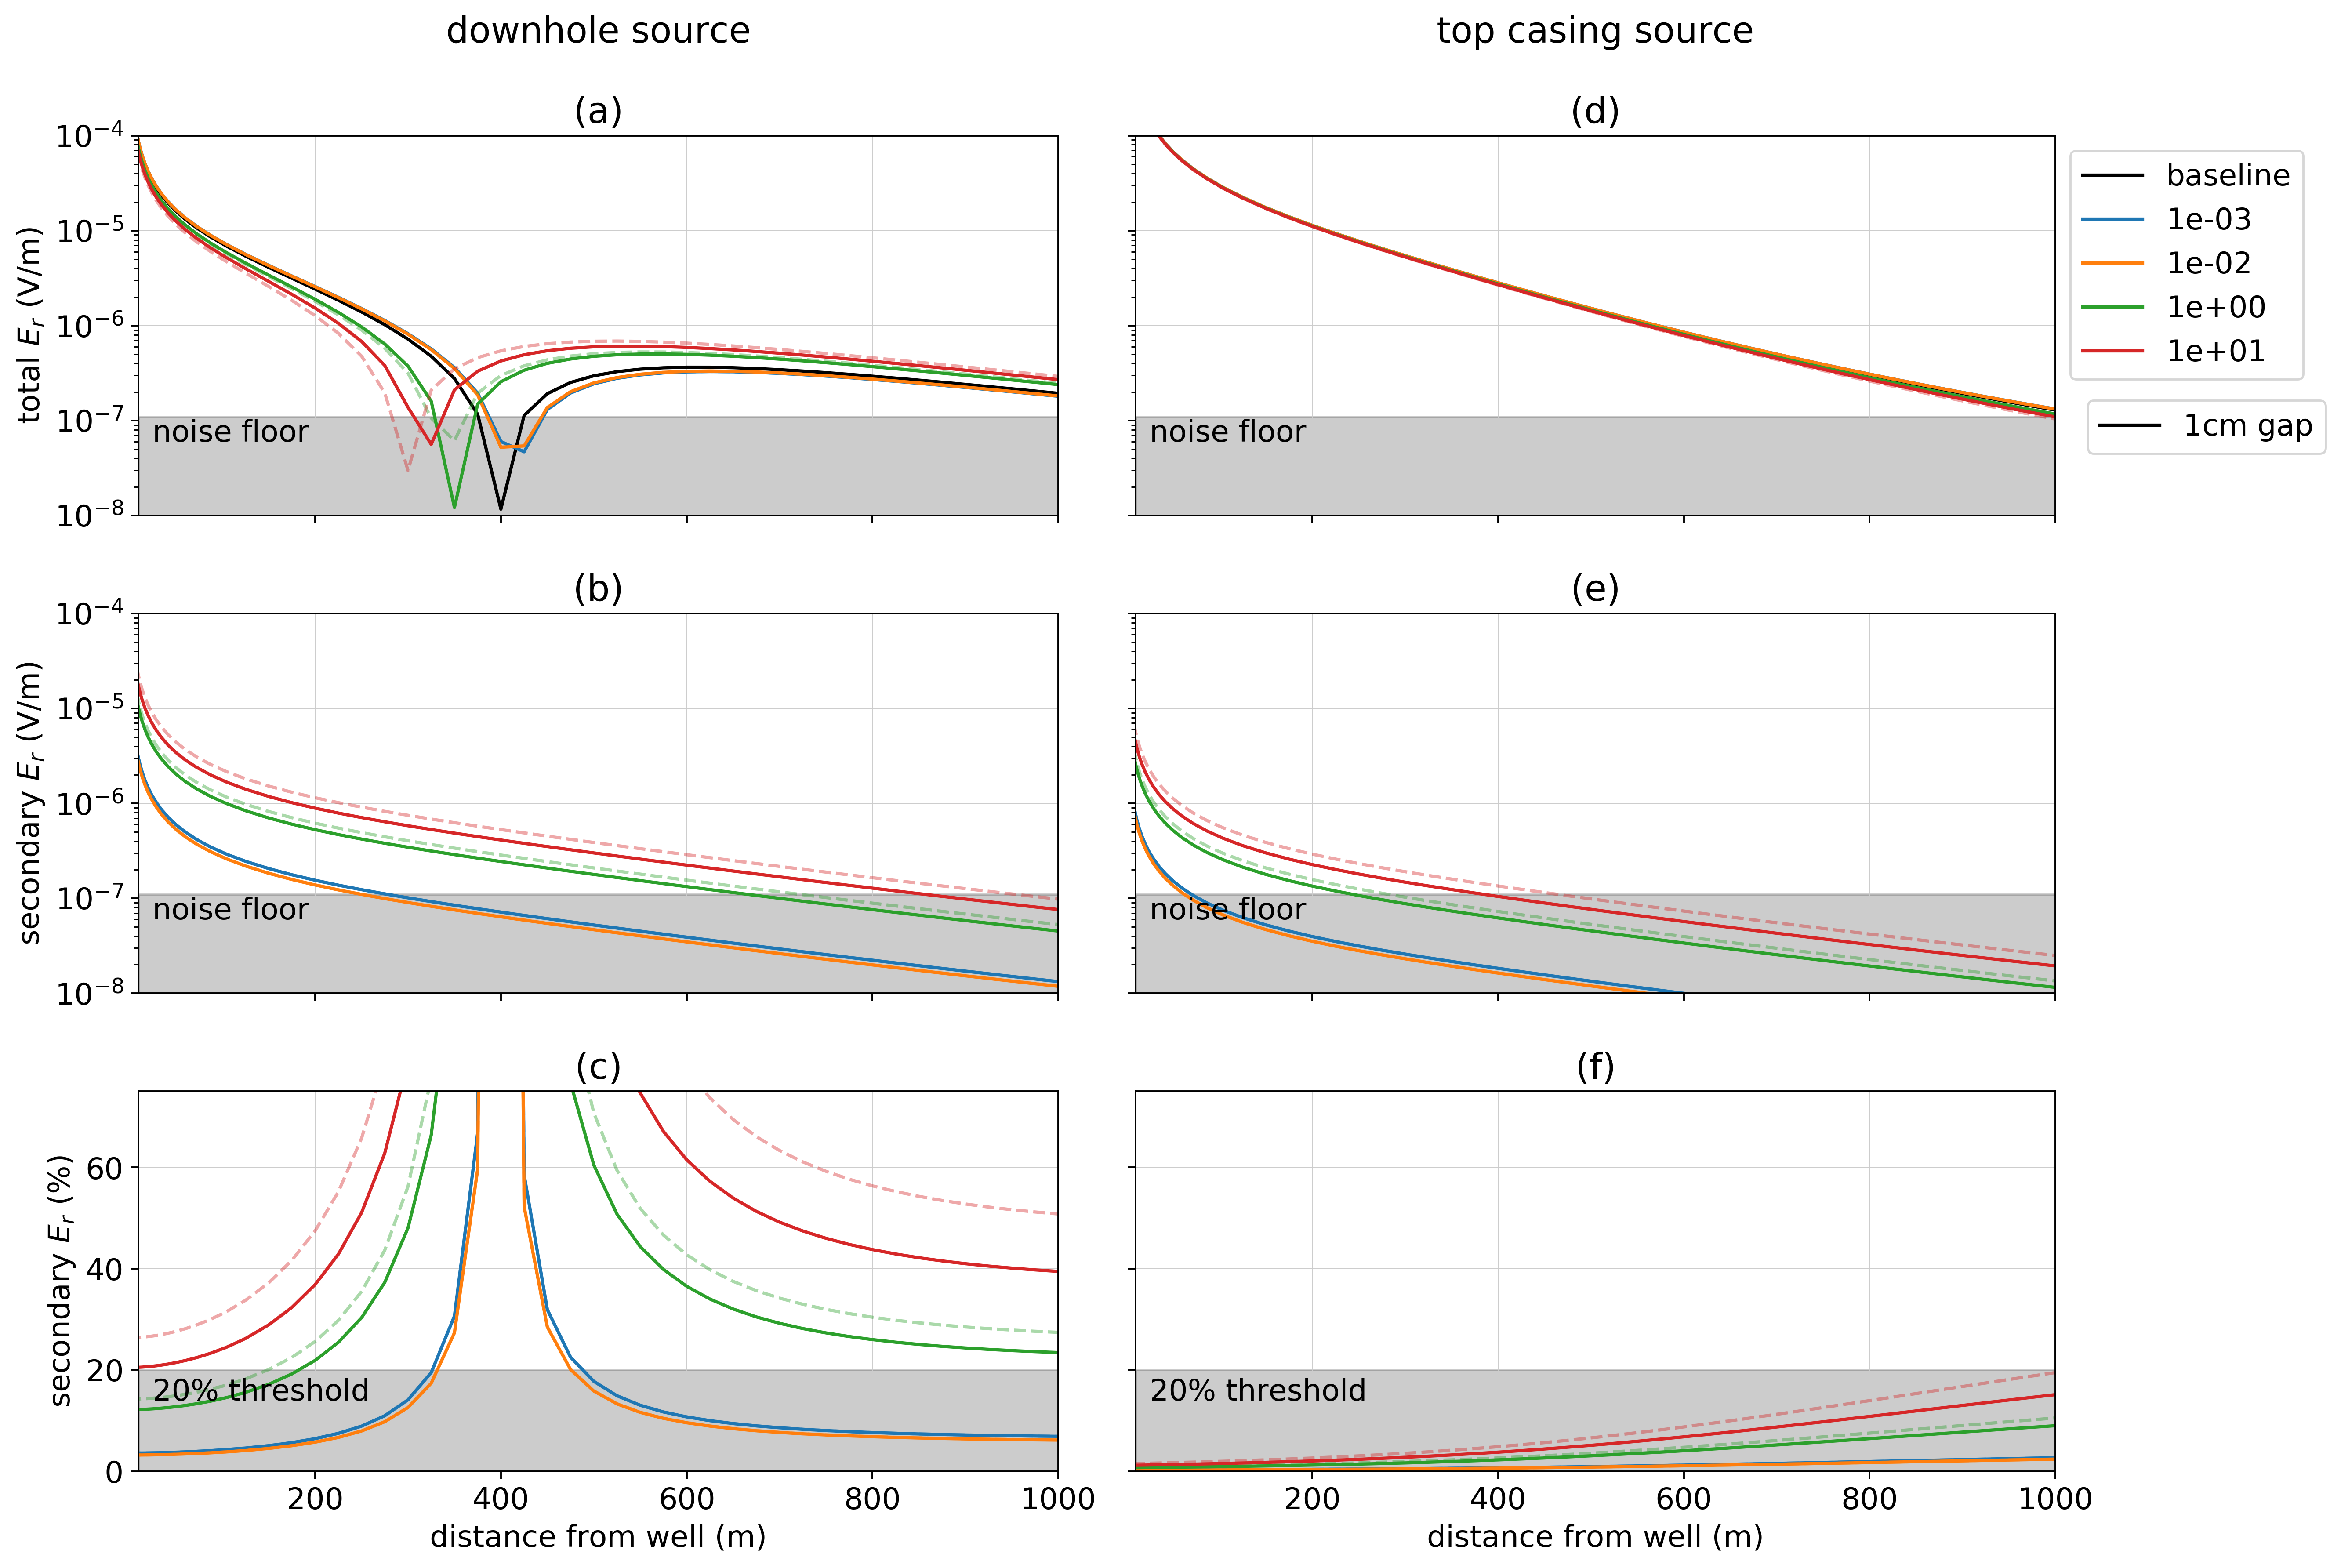 downhole source
top casing source
(a)
(d)
10⁻⁴
10⁻⁵
10⁻⁶
10⁻⁷
10⁻⁸
total E_r (V/m)
noise floor
noise floor
baseline
1e-03
1e-02
1e+00
1e+01
1cm gap
(b)
(e)
10⁻⁴
10⁻⁵
10⁻⁶
10⁻⁷
10⁻⁸
secondary E_r (V/m)
noise floor
noise floor
(c)
(f)
60
40
20
0
secondary E_r (%)
20% threshold
20% threshold
200 400 600 800 1000
200 400 600 800 1000
distance from well (m)
distance from well (m)